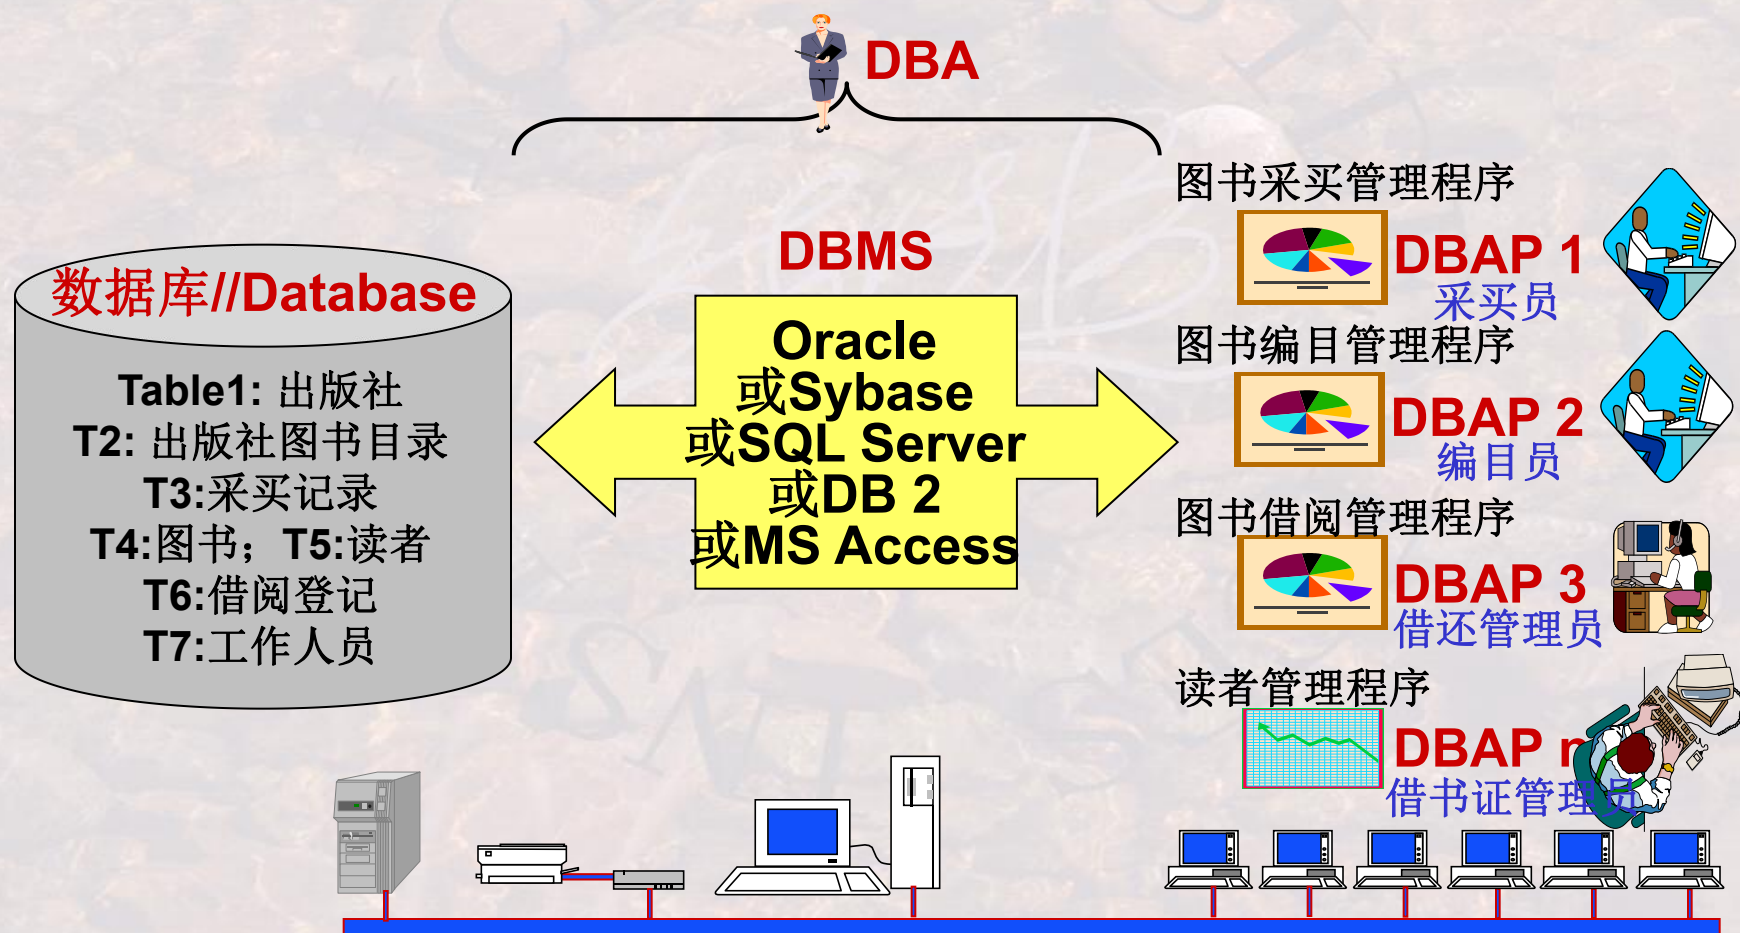 DBA
数据库//Database
Table1: 出版社
T2: 出版社图书目录
T3:采买记录
T4:图书；T5:读者
T6:借阅登记
T7:工作人员
DBMS
Oracle
或Sybase
或SQL Server
或DB 2
或MS Access
图书采买管理程序
DBAP 1
采买员
图书编目管理程序
DBAP 2
编目员
图书借阅管理程序
DBAP 3
借还管理员
读者管理程序
DBAP n
借书证管理员